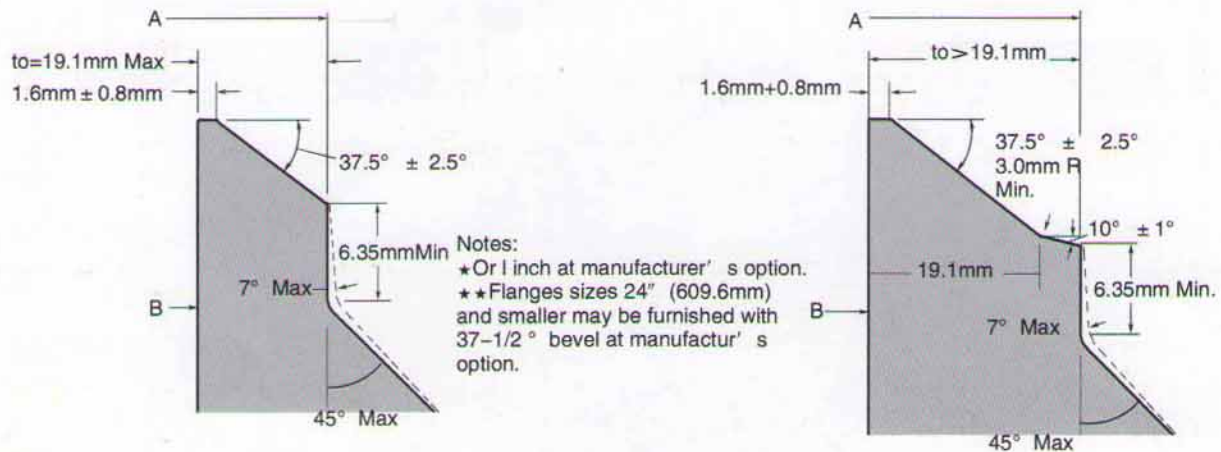 A
to=19.1mm Max
1.6mm ± 0.8mm
37.5° ± 2.5°
6.35mmMin
7° Max
B
45° Max
Notes:
★Or I inch at manufacturer' s option.
★★Flanges sizes 24" (609.6mm)
and smaller may be furnished with
37-1/2 ° bevel at manufactur' s
option.
A
to>19.1mm
1.6mm+0.8mm
37.5° ± 2.5°
3.0mm R
Min.
10° ± 1°
19.1mm
6.35mm Min.
B
7° Max
45° Max